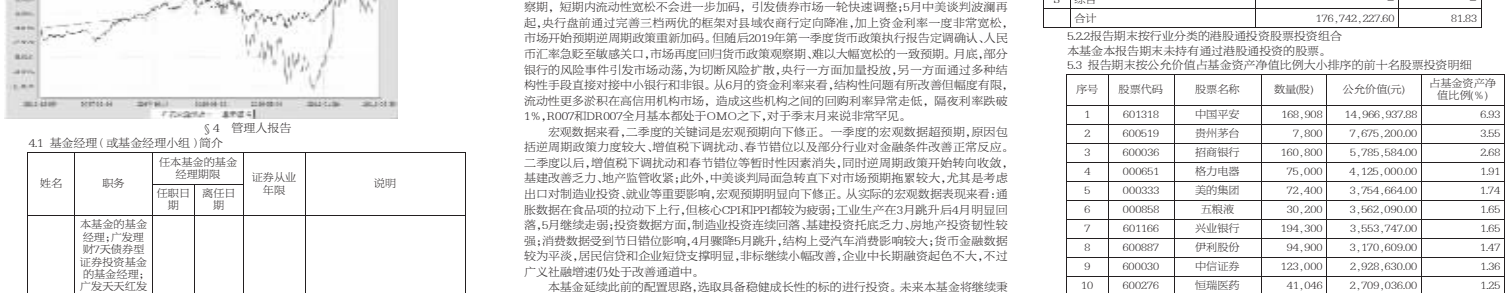 §4 管理人报告
4.1 基金经理(或基金经理小组)简介
姓名 职务 任本基金的基金经理期限 证券从业年限 说明
任职日期 离任日期
本基金的基金
经理;广发理
财7天债券型
证券投资基金
的基金经理;
广发天天红发
察期，短期内流动性宽松不会进一步加码，引发债券市场一轮快速调整;5月中美谈判波澜再
起,央行盘前通过完善三档两优的框架对县域农商行定向降准,加上资金利率一度非常宽松,
市场开始预期逆周期政策重新加码。但随后2019年第一季度货币政策执行报告定调确认、人民
币汇率急贬至敏感关口,市场再度回归货币政策观察期、难以大幅宽松的一致预期。月底,部分
银行的风险事件引发市场动荡,为切断风险扩散,央行一方面加量投放,另一方面通过多种结
构性手段直接对接中小银行和非银。从6月的资金利率来看,结构性问题有所改善但幅度有限,
流动性更多淤积在高信用机构市场，造成这些机构之间的回购利率异常走低，隔夜利率跌破
1%,R007和DR007全月基本都处于OMO之下,对于季末月来说非常罕见。
宏观数据来看,二季度的关键词是宏观预期向下修正。一季度的宏观数据超预期,原因包
括逆周期政策力度较大、增值税下调扰动、春节错位以及部分行业对金融条件改善正常反应。
二季度以后,增值税下调扰动和春节错位等暂时性因素消失,同时逆周期政策开始转向收敛,
基建改善乏力、地产监管收紧;此外,中美谈判局面急转直下对市场预期拖累较大,尤其是考虑
出口对制造业投资、就业等重要影响,宏观预期明显向下修正。从实际的宏观数据表现来看:通
胀数据在食品项的拉动下上行,但核心CPI和PPI都较为疲弱;工业生产在3月跳升后4月明显回
落,5月继续走弱;投资数据方面,制造业投资连续回落、基建投资托底乏力、房地产投资韧性较
强;消费数据受到节日错位影响,4月骤降5月跳升,结构上受汽车消费影响较大;货币金融数据
较为平淡,居民信贷和企业短贷支撑明显,非标继续小幅改善,企业中长期融资起色不大,不过
广义社融增速仍处于改善通道中。
本基金延续此前的配置思路,选取具备稳健成长性的标的进行投资。未来本基金将继续秉
合计 176,742,227.60 81.83
5.2.2报告期末按行业分类的港股通投资股票投资组合
本基金本报告期末未持有通过港股通投资的股票。
5.3 报告期末按公允价值占基金资产净值比例大小排序的前十名股票投资明细
序号 股票代码 股票名称 数量(股) 公允价值(元) 占基金资产净值比例(%)
1 601318 中国平安 168,908 14,966,937.88 6.93
2 600519 贵州茅台 7,800 7,675,200.00 3.55
3 600036 招商银行 160,800 5,785,584.00 2.68
4 000651 格力电器 75,000 4,125,000.00 1.91
5 000333 美的集团 72,400 3,754,664.00 1.74
6 000858 五粮液 30,200 3,562,090.00 1.65
7 601166 兴业银行 194,300 3,553,747.00 1.65
8 600887 伊利股份 94,900 3,170,609.00 1.47
9 600030 中信证券 123,000 2,928,630.00 1.36
10 600276 恒瑞医药 41,046 2,709,036.00 1.25